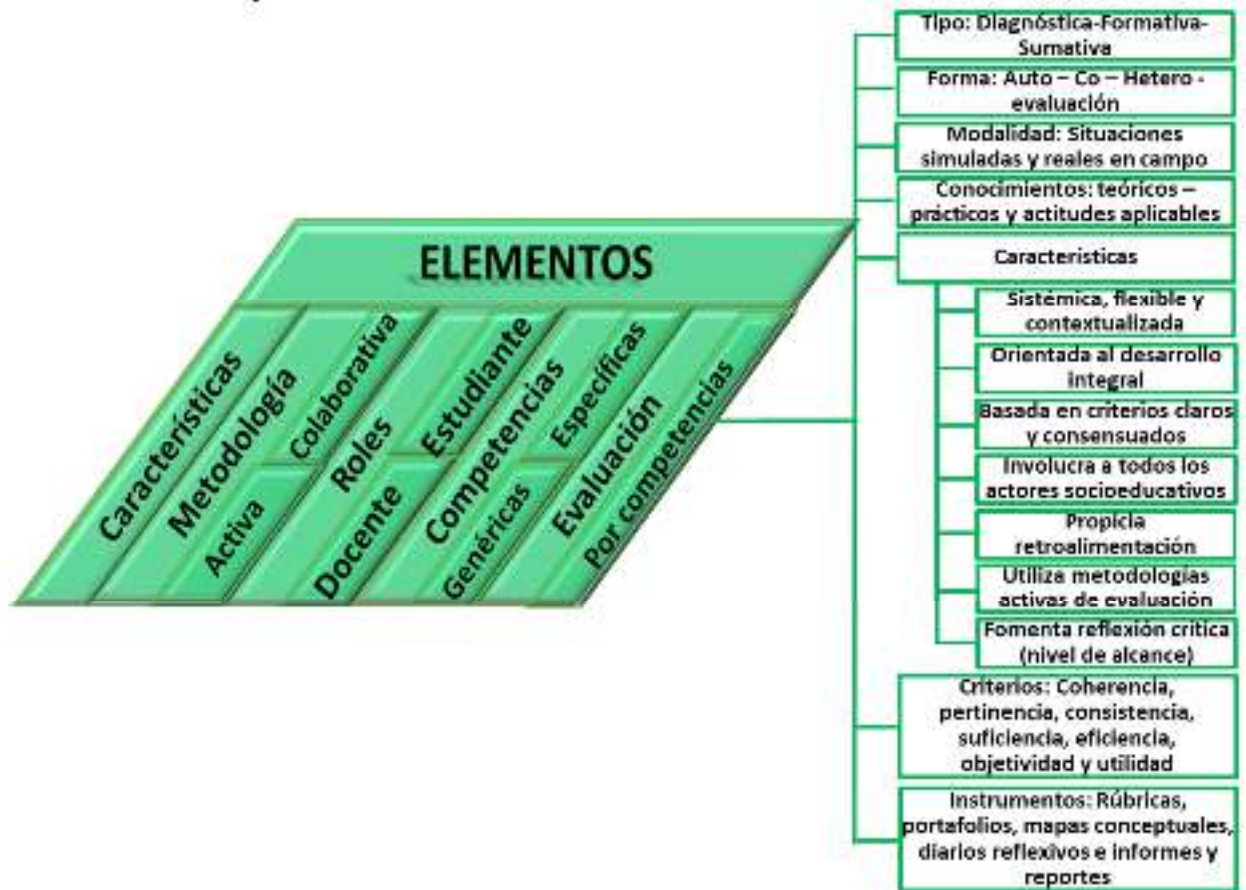 ELEMENTOS
Características
Metodología
Activa
Colaborativa
Roles
Docente
Estudiante
Competencias
Genéricas
Específicas
Evaluación
Por competencias
Tipo: Diagnóstica-Formativa-
Sumativa
Forma: Auto – Co – Hetero -
evaluación
Modalidad: Situaciones
simuladas y reales en campo
Conocimientos: teóricos –
prácticos y actitudes aplicables
Características
Sistémica, flexible y
contextualizada
Orientada al desarrollo
integral
Basada en criterios claros
y consensuados
Involucra a todos los
actores socioeducativos
Propicia
retroalimentación
Utiliza metodologías
activas de evaluación
Fomenta reflexión crítica
(nivel de alcance)
Criterios: Coherencia,
pertinencia, consistencia,
suficiencia, eficiencia,
objetividad y utilidad
Instrumentos: Rúbricas,
portafolios, mapas conceptuales,
diarios reflexivos e informes y
reportes